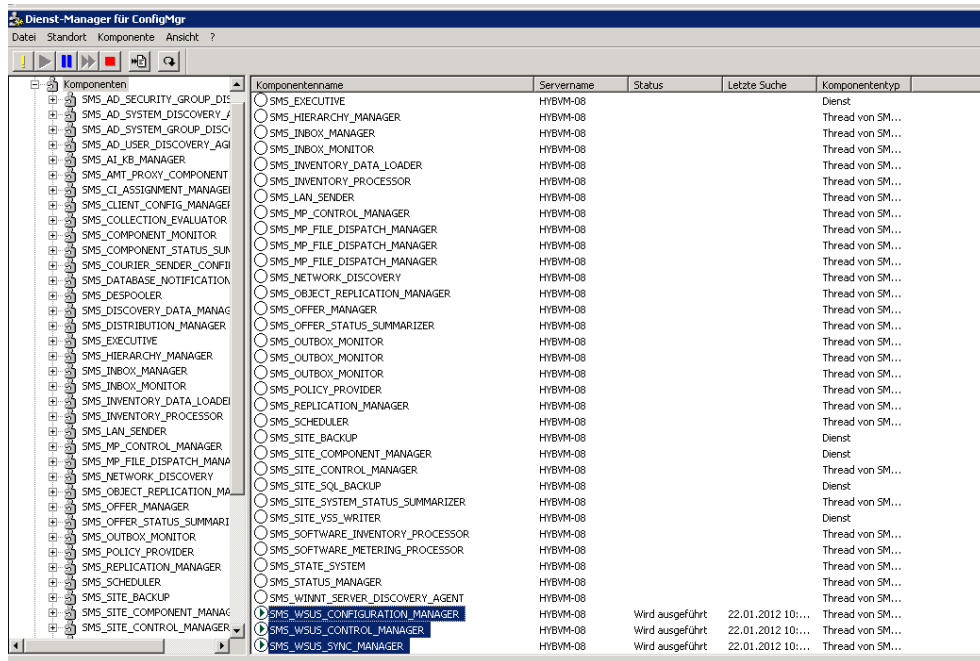 Dienst-Manager für ConfigMgr
Datei Standort Komponente Ansicht ?
Komponenten
SMS_AD_SECURITY_GROUP_DIS
SMS_AD_SYSTEM_DISCOVERY_A
SMS_AD_SYSTEM_GROUP_DISC
SMS_AD_USER_DISCOVERY_AGI
SMS_AI_KB_MANAGER
SMS_AMT_PROXY_COMPONENT
SMS_CI_ASSIGNMENT_MANAGEI
SMS_CLIENT_CONFIG_MANAGEF
SMS_COLLECTION_EVALUATOR
SMS_COMPONENT_MONITOR
SMS_COMPONENT_STATUS_SUM
SMS_COURIER_SENDER_CONFI
SMS_DATABASE_NOTIFICATION
SMS_DESPOOLER
SMS_DISCOVERY_DATA_MANAG
SMS_DISTRIBUTION_MANAGER
SMS_EXECUTIVE
SMS_HIERARCHY_MANAGER
SMS_INBOX_MANAGER
SMS_INBOX_MONITOR
SMS_INVENTORY_DATA_LOADEI
SMS_INVENTORY_PROCESSOR
SMS_LAN_SENDER
SMS_MP_CONTROL_MANAGER
SMS_MP_FILE_DISPATCH_MANA
SMS_NETWORK_DISCOVERY
SMS_OBJECT_REPLICATION_MA
SMS_OFFER_MANAGER
SMS_OFFER_STATUS_SUMMARI
SMS_OUTBOX_MONITOR
SMS_POLICY_PROVIDER
SMS_REPLICATION_MANAGER
SMS_SCHEDULER
SMS_SITE_BACKUP
SMS_SITE_COMPONENT_MANAG
SMS_SITE_CONTROL_MANAGER
Komponentenname Servername Status Letzte Suche Komponententyp
SMS_EXECUTIVE HYBVM-08 Dienst
SMS_HIERARCHY_MANAGER HYBVM-08 Thread von SM...
SMS_INBOX_MANAGER HYBVM-08 Thread von SM...
SMS_INBOX_MONITOR HYBVM-08 Thread von SM...
SMS_INVENTORY_DATA_LOADER HYBVM-08 Thread von SM...
SMS_INVENTORY_PROCESSOR HYBVM-08 Thread von SM...
SMS_LAN_SENDER HYBVM-08 Thread von SM...
SMS_MP_CONTROL_MANAGER HYBVM-08 Thread von SM...
SMS_MP_FILE_DISPATCH_MANAGER HYBVM-08 Thread von SM...
SMS_MP_FILE_DISPATCH_MANAGER HYBVM-08 Thread von SM...
SMS_MP_FILE_DISPATCH_MANAGER HYBVM-08 Thread von SM...
SMS_NETWORK_DISCOVERY HYBVM-08 Thread von SM...
SMS_OBJECT_REPLICATION_MANAGER HYBVM-08 Thread von SM...
SMS_OFFER_MANAGER HYBVM-08 Thread von SM...
SMS_OFFER_STATUS_SUMMARIZER HYBVM-08 Thread von SM...
SMS_OUTBOX_MONITOR HYBVM-08 Thread von SM...
SMS_OUTBOX_MONITOR HYBVM-08 Thread von SM...
SMS_OUTBOX_MONITOR HYBVM-08 Thread von SM...
SMS_POLICY_PROVIDER HYBVM-08 Thread von SM...
SMS_REPLICATION_MANAGER HYBVM-08 Thread von SM...
SMS_SCHEDULER HYBVM-08 Thread von SM...
SMS_SITE_BACKUP HYBVM-08 Dienst
SMS_SITE_COMPONENT_MANAGER HYBVM-08 Dienst
SMS_SITE_CONTROL_MANAGER HYBVM-08 Thread von SM...
SMS_SITE_SQL_BACKUP HYBVM-08 Dienst
SMS_SITE_SYSTEM_STATUS_SUMMARIZER HYBVM-08 Thread von SM...
SMS_SITE_VSS_WRITER HYBVM-08 Dienst
SMS_SOFTWARE_INVENTORY_PROCESSOR HYBVM-08 Thread von SM...
SMS_SOFTWARE_METERING_PROCESSOR HYBVM-08 Thread von SM...
SMS_STATE_SYSTEM HYBVM-08 Thread von SM...
SMS_STATUS_MANAGER HYBVM-08 Thread von SM...
SMS_WINNT_SERVER_DISCOVERY_AGENT HYBVM-08 Thread von SM...
SMS_WSUS_CONFIGURATION_MANAGER HYBVM-08 Wird ausgeführt 22.01.2012 10:... Thread von SM...
SMS_WSUS_CONTROL_MANAGER HYBVM-08 Wird ausgeführt 22.01.2012 10:... Thread von SM...
SMS_WSUS_SYNC_MANAGER HYBVM-08 Wird ausgeführt 22.01.2012 10:... Thread von SM...